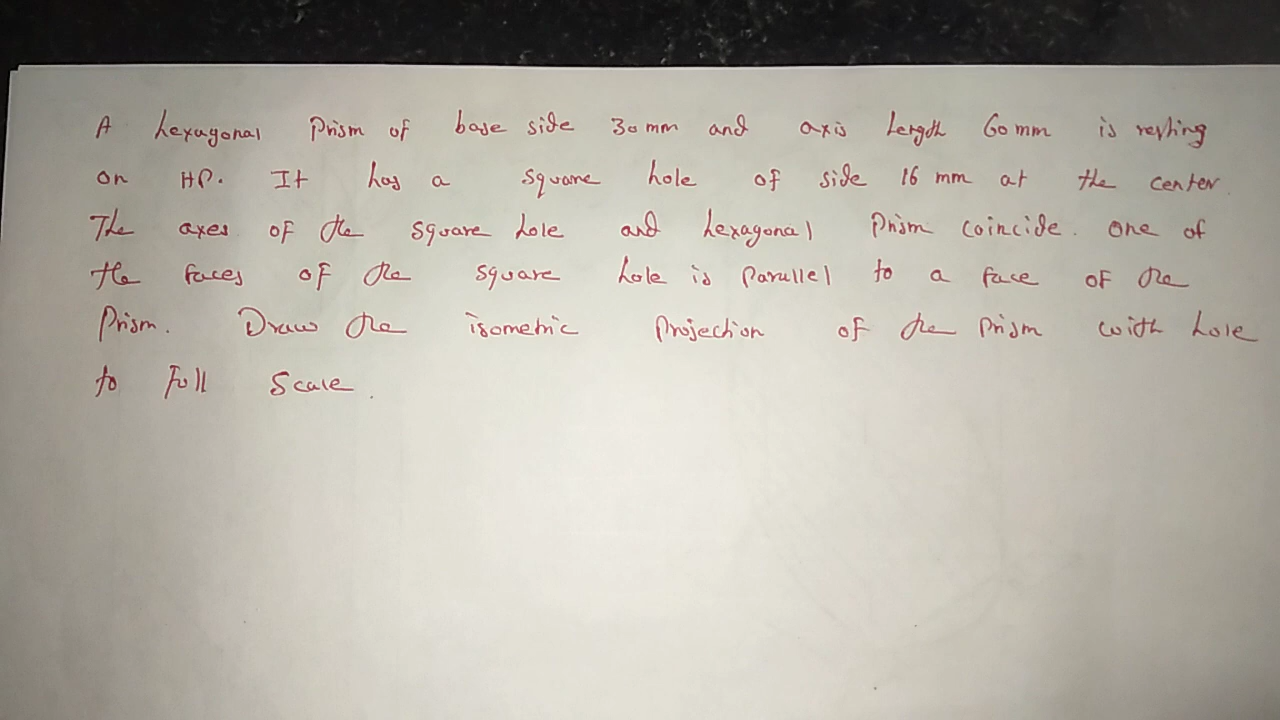 A hexagonal Prism of base side 30 mm and axis Length 60 mm is resting
on HP. It has a square hole of side 16 mm at the center.
The axes of the square hole and hexagonal Prism coincide. One of
the faces of the square hole is parallel to a face of the
Prism. Draw the isometric Projection of the prism with hole
to Full Scale.